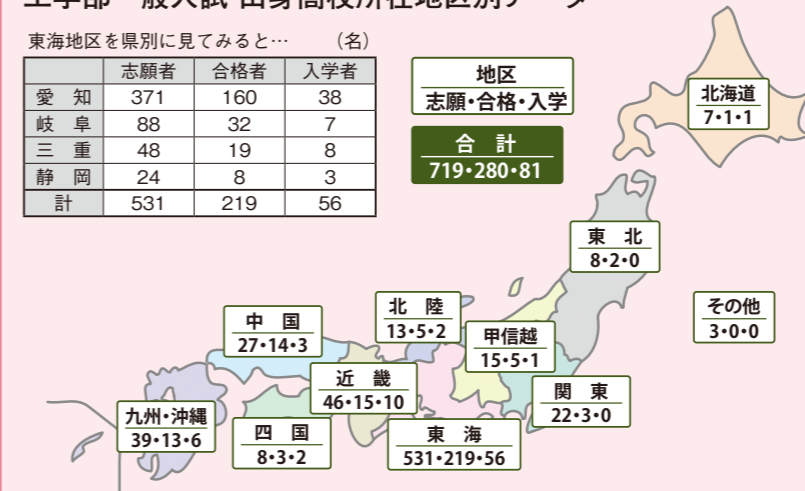 東海地区を県別に見てみると… （名）
志願者 合格者 入学者
愛 知 371 160 38
岐 阜 88 32 7
三 重 48 19 8
静 岡 24 8 3
計 531 219 56
地区
志願・合格・入学
合 計
719・280・81
北海道
7・1・1
東 北
8・2・0
その他
3・0・0
北 陸
13・5・2
甲信越
15・5・1
中 国
27・14・3
近 畿
46・15・10
関 東
22・3・0
九州・沖縄
39・13・6
四 国
8・3・2
東 海
531・219・56